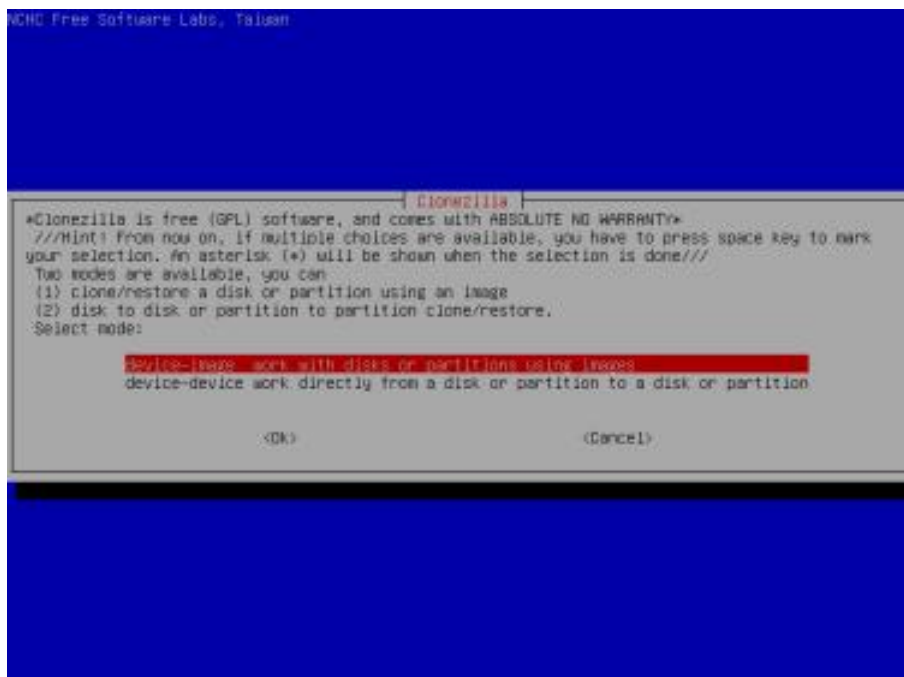 NCHC Free Software Labs, Taiwan
Clonezilla
*Clonezilla is free (GPL) software, and comes with ABSOLUTE NO WARRANTY*
///Hint! From now on, if multiple choices are available, you have to press space key to mark
your selection. An asterisk (*) will be shown when the selection is done///
Two modes are available, you can
(1) clone/restore a disk or partition using an image
(2) disk to disk or partition to partition clone/restore.
Select mode:
device-image work with disks or partitions using images
device-device work directly from a disk or partition to a disk or partition
<Ok> <Cancel>